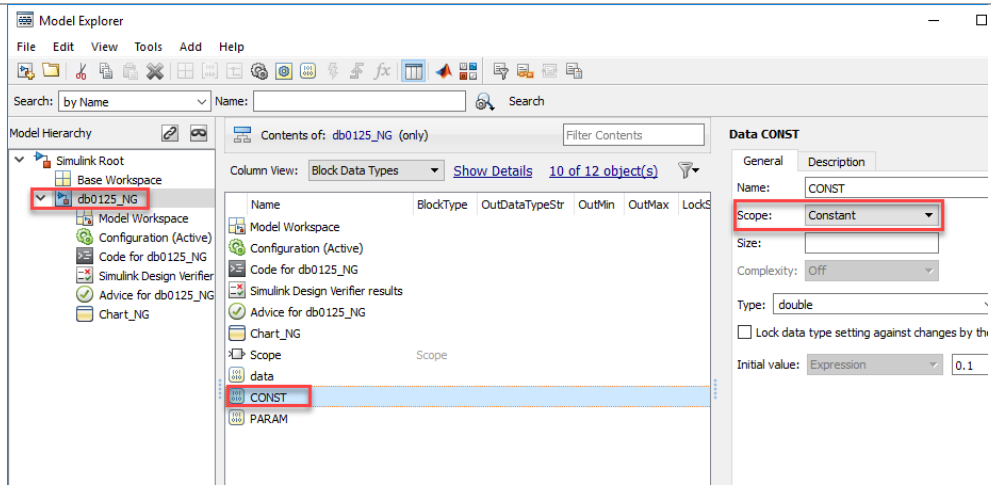 Model Explorer
File Edit View Tools Add Help
fx
Search: by Name Name: Search
Model Hierarchy
Simulink Root
Base Workspace
db0125_NG
Model Workspace
Configuration (Active)
Code for db0125_NG
Simulink Design Verifier
Advice for db0125_NG
Chart_NG
Contents of: db0125_NG (only) Filter Contents
Column View: Block Data Types Show Details 10 of 12 object(s)
Name BlockType OutDataTypeStr OutMin OutMax LockS
Model Workspace
Configuration (Active)
Code for db0125_NG
Simulink Design Verifier results
Advice for db0125_NG
Chart_NG
Scope Scope
data
CONST
PARAM
Data CONST
General Description
Name: CONST
Scope: Constant
Size:
Complexity: Off
Type: double
Lock data type setting against changes by the
Initial value: Expression 0.1